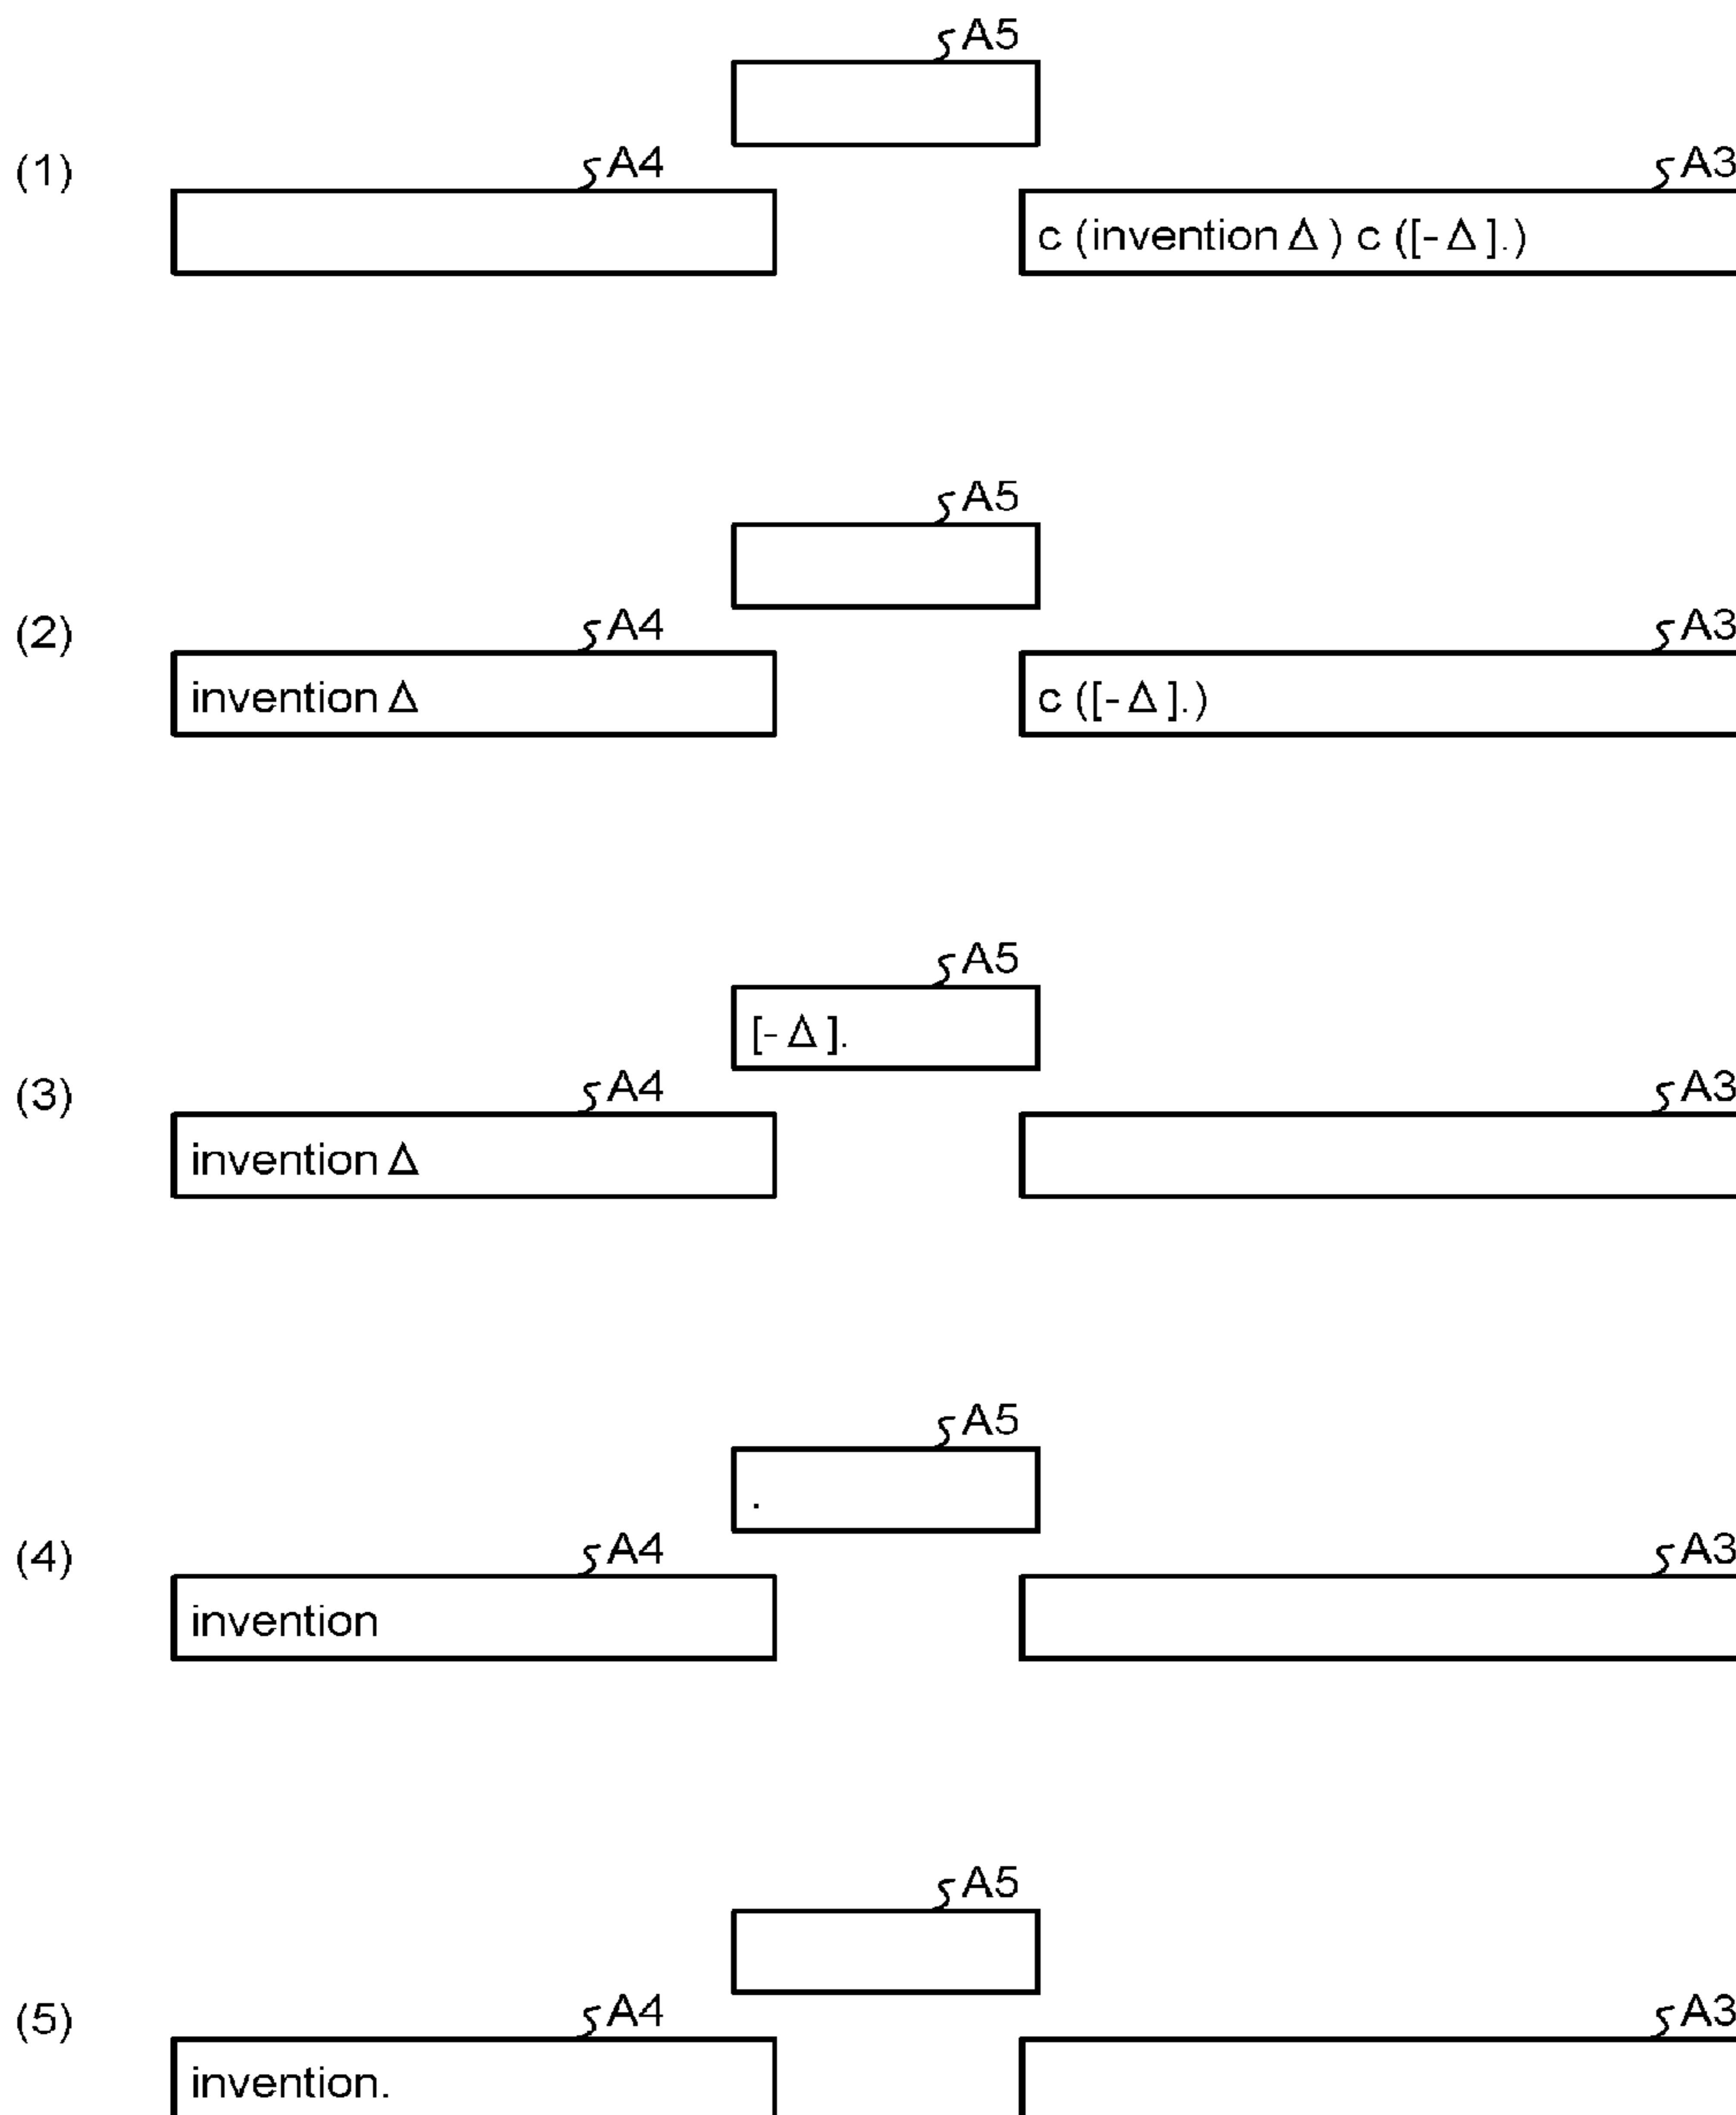 A5
(1) A4 A3
c (invention Δ ) c ([- Δ ].)
A5
(2) A4 A3
invention Δ c ([- Δ ].)
A5
[- Δ ].
(3) A4 A3
invention Δ
A5
.
(4) A4 A3
invention
A5
(5) A4 A3
invention.